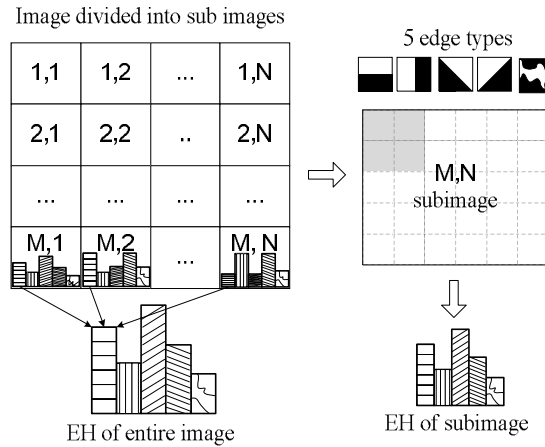 Image divided into sub images
1,1 1,2 ... 1,N
2,1 2,2 .. 2,N
... ... ... ...
M,1 M,2 ... M, N
EH of entire image
5 edge types
M,N
subimage
EH of subimage